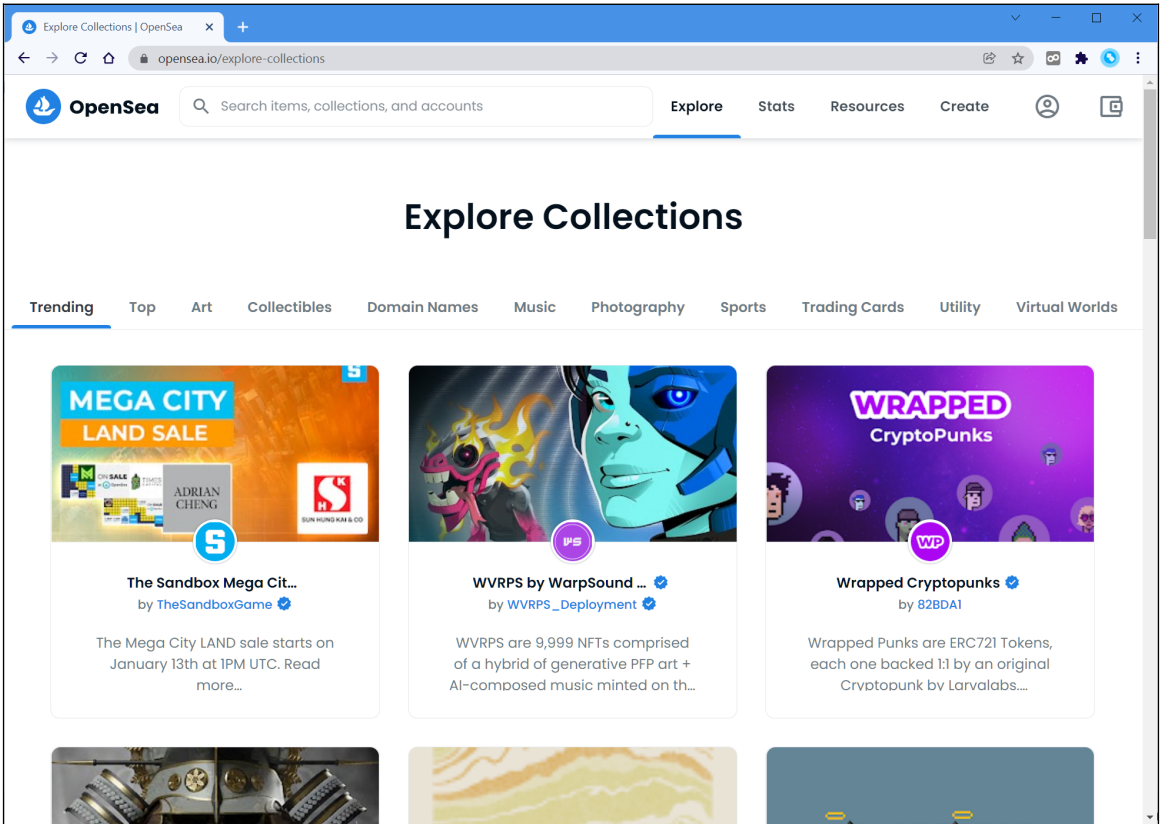 Explore Collections | OpenSea
opensea.io/explore-collections
OpenSea
Search items, collections, and accounts
Explore
Stats
Resources
Create
Explore Collections
Trending
Top
Art
Collectibles
Domain Names
Music
Photography
Sports
Trading Cards
Utility
Virtual Worlds
S
MEGA CITY
LAND SALE
ON SALE
ADRIAN
CHENG
SHK
SUN HUNG KAI & CO
S
The Sandbox Mega Cit...
by TheSandboxGame
The Mega City LAND sale starts on
January 13th at 1PM UTC. Read
more...
WS
WVRPS by WarpSound ...
by WVRPS_Deployment
WVRPS are 9,999 NFTs comprised
of a hybrid of generative PFP art +
AI-composed music minted on th...
WRAPPED
CryptoPunks
WP
Wrapped Cryptopunks
by 82BDA1
Wrapped Punks are ERC721 Tokens,
each one backed 1:1 by an original
Cryptopunk by Larvalabs....